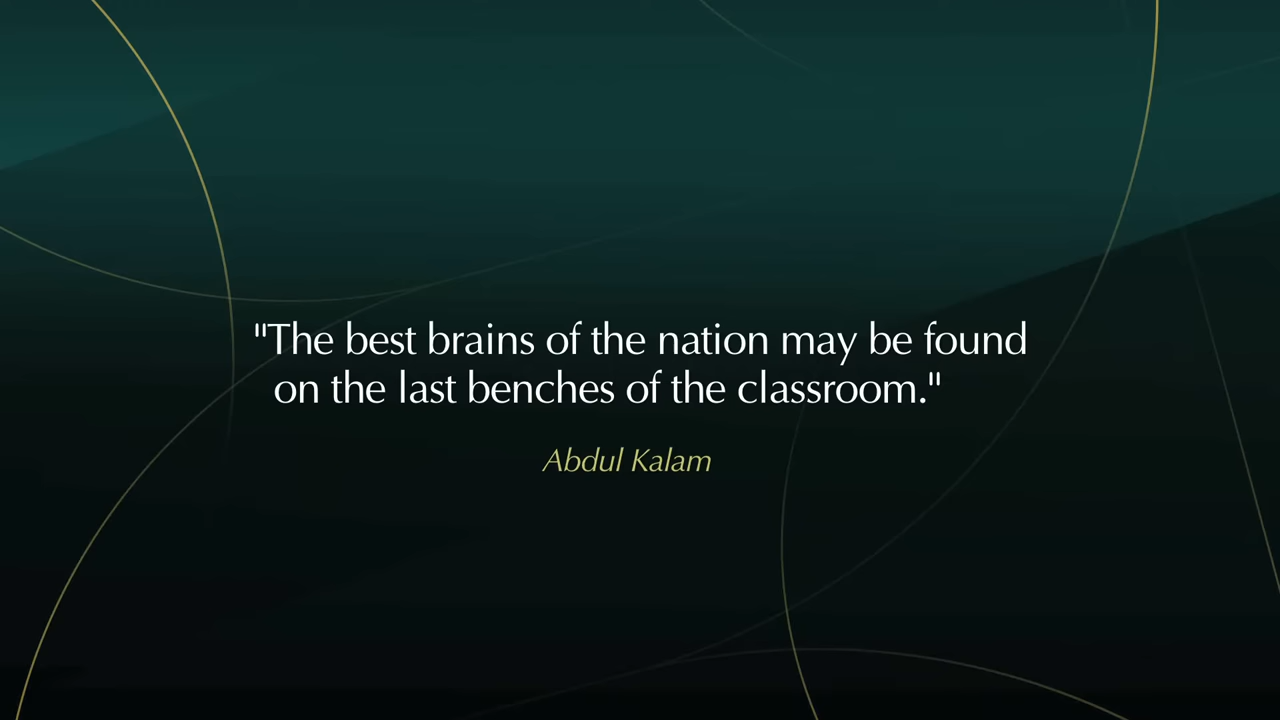 "The best brains of the nation may be found
on the last benches of the classroom."
Abdul Kalam